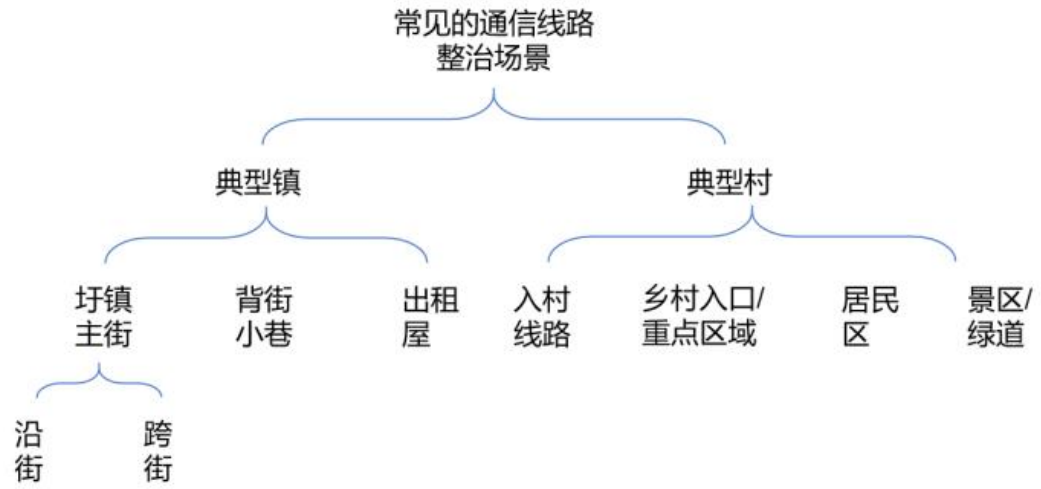 常见的通信线路
整治场景
典型镇
典型村
圩镇
主街
背街
小巷
出租
屋
入村
线路
乡村入口/
重点区域
居民
区
景区/
绿道
沿
街
跨
街